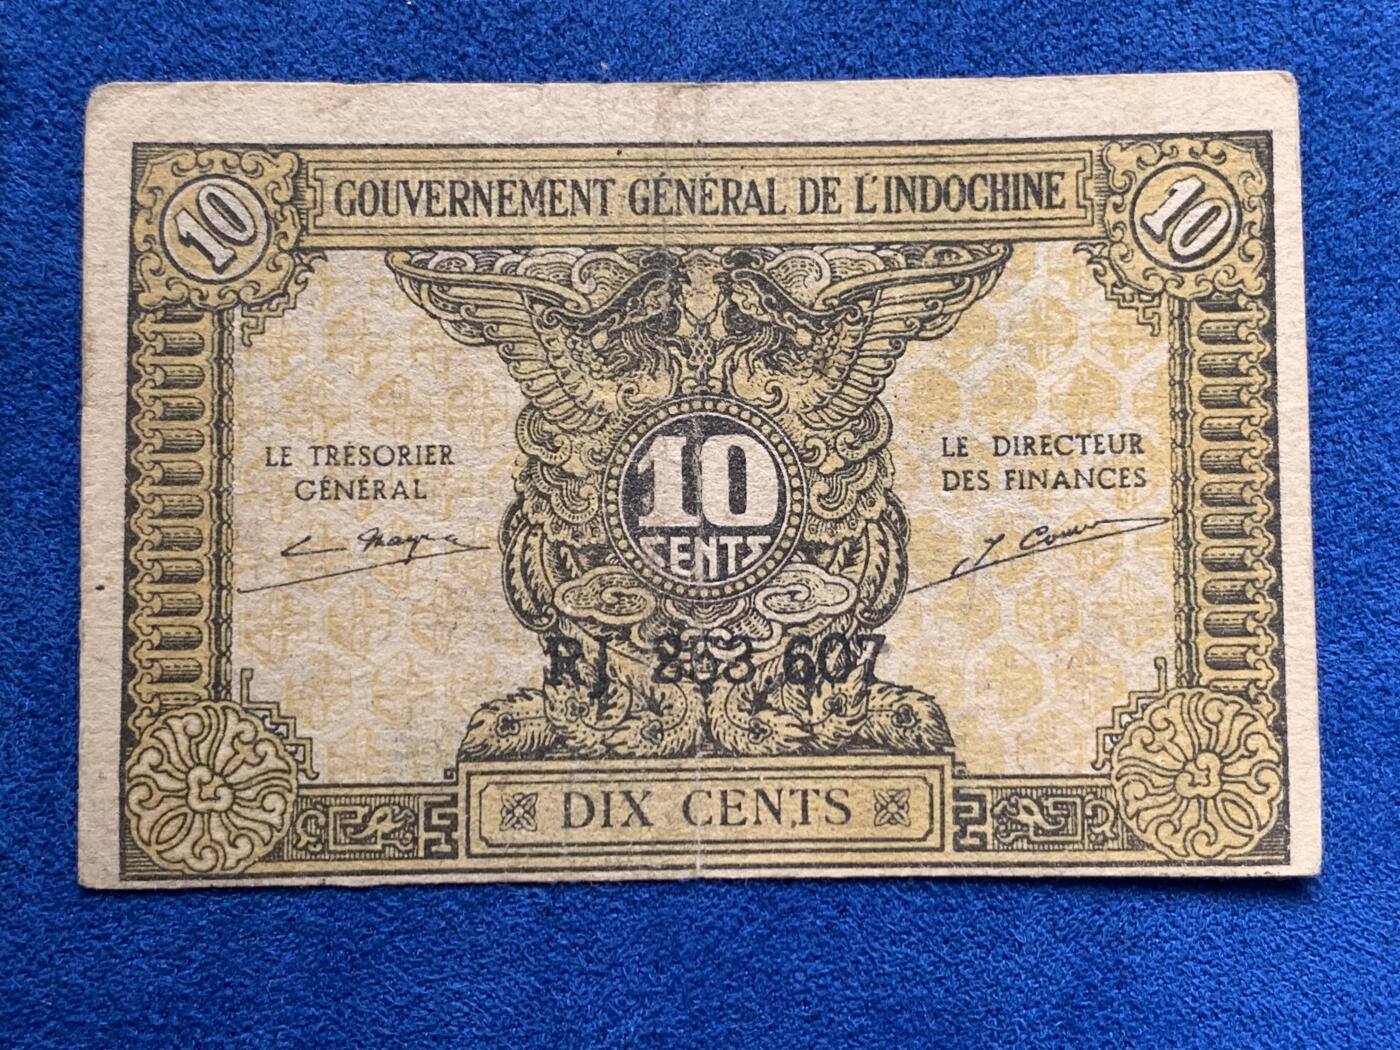 10 GOUVERNEMENT GÉNÉRAL DE L'INDOCHINE 10
LE TRÉSORIER
GÉNÉRAL
LE DIRECTEUR
DES FINANCES
10
CENTS
RJ 253,607
DIX CENTS